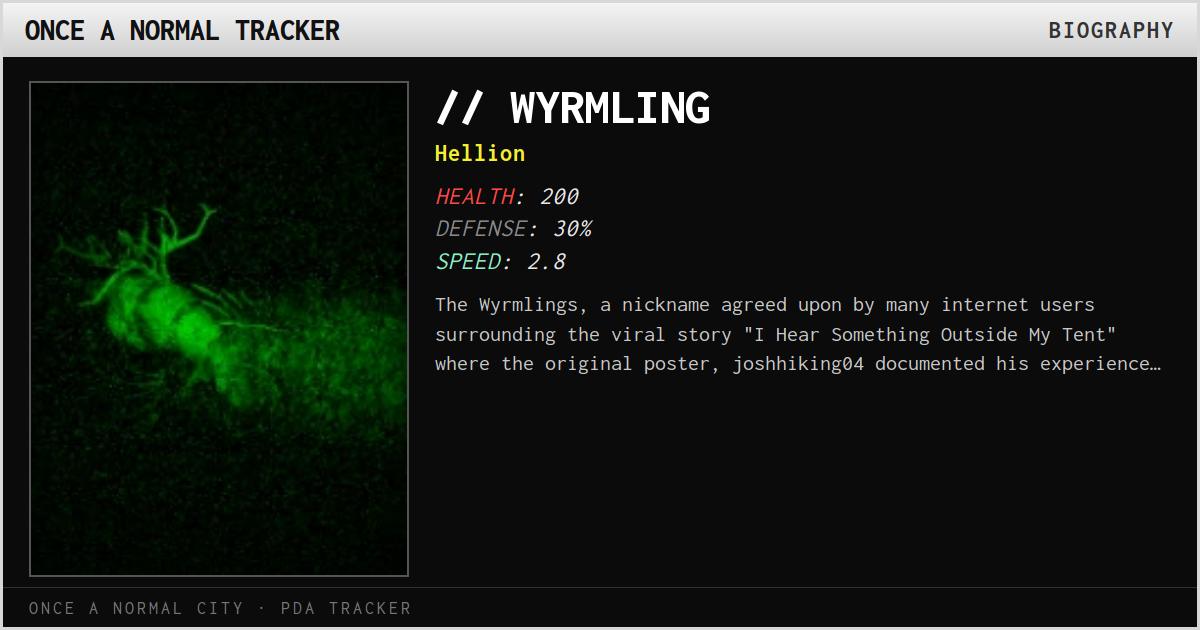 ONCE A NORMAL TRACKER
BIOGRAPHY
// WYRMLING
Hellion
HEALTH: 200
DEFENSE: 30%
SPEED: 2.8
The Wyrmlings, a nickname agreed upon by many internet users
surrounding the viral story "I Hear Something Outside My Tent"
where the original poster, joshhiking04 documented his experience…
ONCE A NORMAL CITY · PDA TRACKER